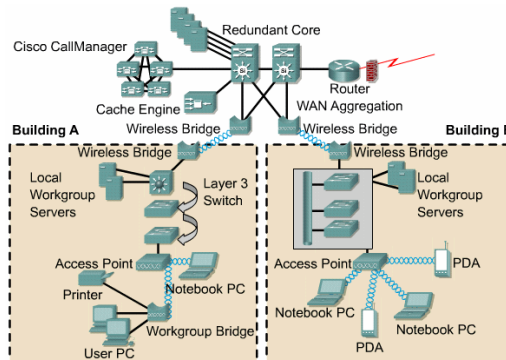 Redundant Core
Cisco CallManager
Cache Engine
Router
WAN Aggregation
Wireless Bridge
Wireless Bridge
Building A
Wireless Bridge
Local
Workgroup
Servers
Layer 3
Switch
Access Point
Notebook PC
Printer
Workgroup Bridge
User PC
Building
Wireless Bridge
Local
Workgroup
Servers
Access Point
PDA
Notebook PC
Notebook PC
PDA